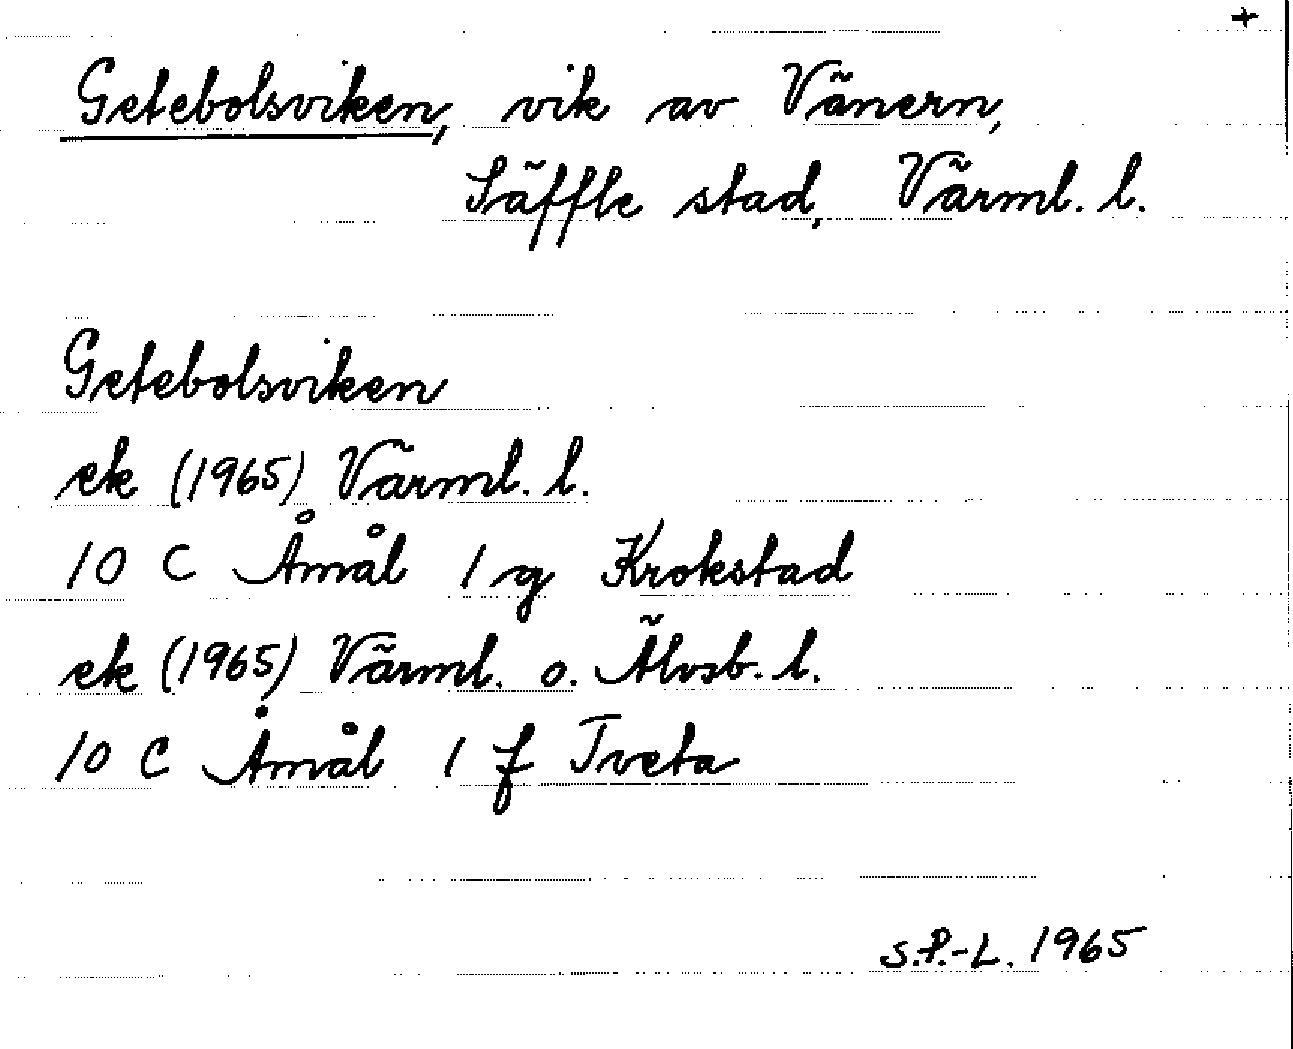 +
Getebolsviken, vik av Vänern,
Säffle stad, Värml. l.
Getebolsviken
ek (1965) Värml. l.
10 C Åmål 1 g Krokstad
ek (1965) Värml. o. Älvsb. l.
10 C Åmål 1 f Tveta
S.P.-L. 1965